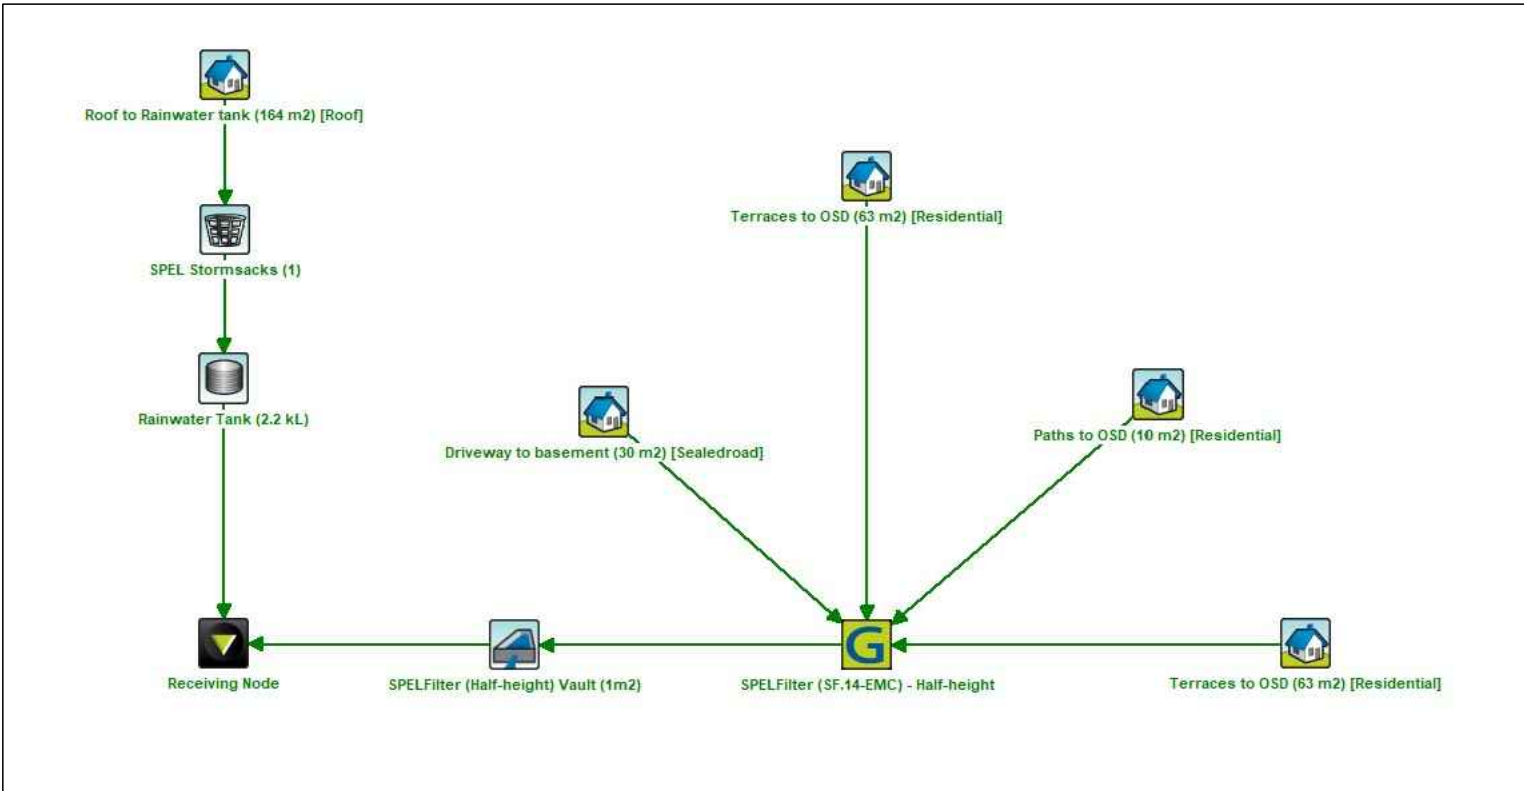 Roof to Rainwater tank (164 m2) [Roof]
Terraces to OSD (63 m2) [Residential]
SPEL Stormsacks (1)
Rainwater Tank (2.2 kL)
Driveway to basement (30 m2) [Sealedroad]
Paths to OSD (10 m2) [Residential]
G
Receiving Node
SPELFilter (Half-height) Vault (1m2)
SPELFilter (SF.14-EMC) - Half-height
Terraces to OSD (63 m2) [Residential]